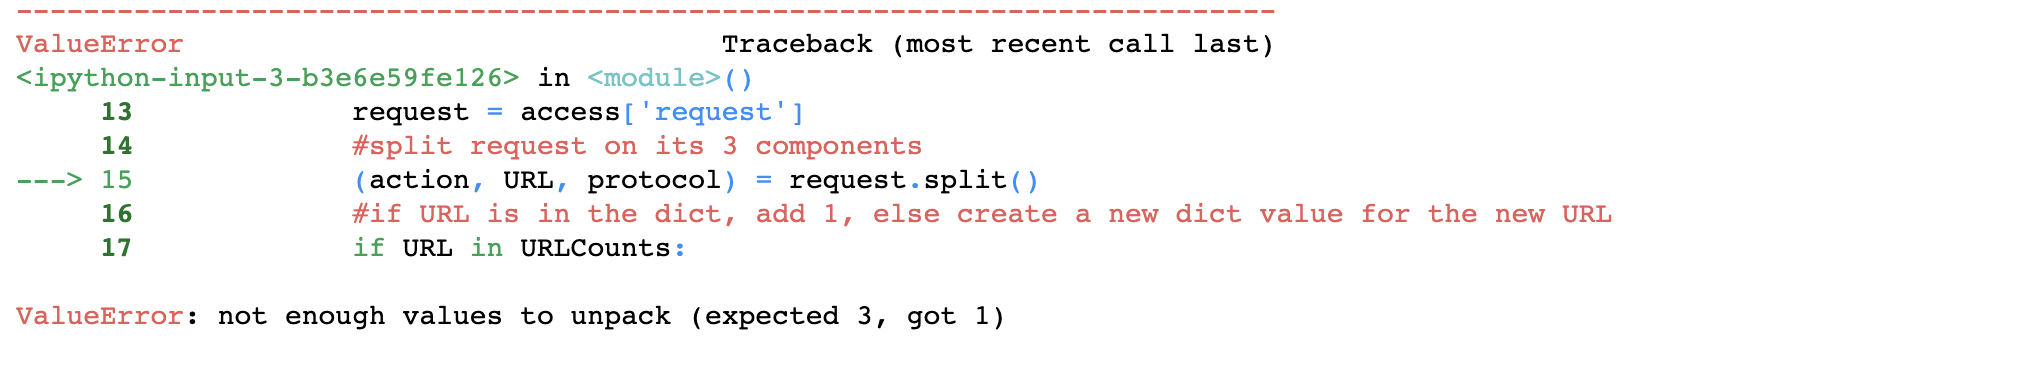 ---------------------------------------------------------------------------
ValueError                                Traceback (most recent call last)
<ipython-input-3-b3e6e59fe126> in <module>()
     13             request = access['request']
     14             #split request on its 3 components
---> 15             (action, URL, protocol) = request.split()
     16             #if URL is in the dict, add 1, else create a new dict value for the new URL
     17             if URL in URLCounts:

ValueError: not enough values to unpack (expected 3, got 1)